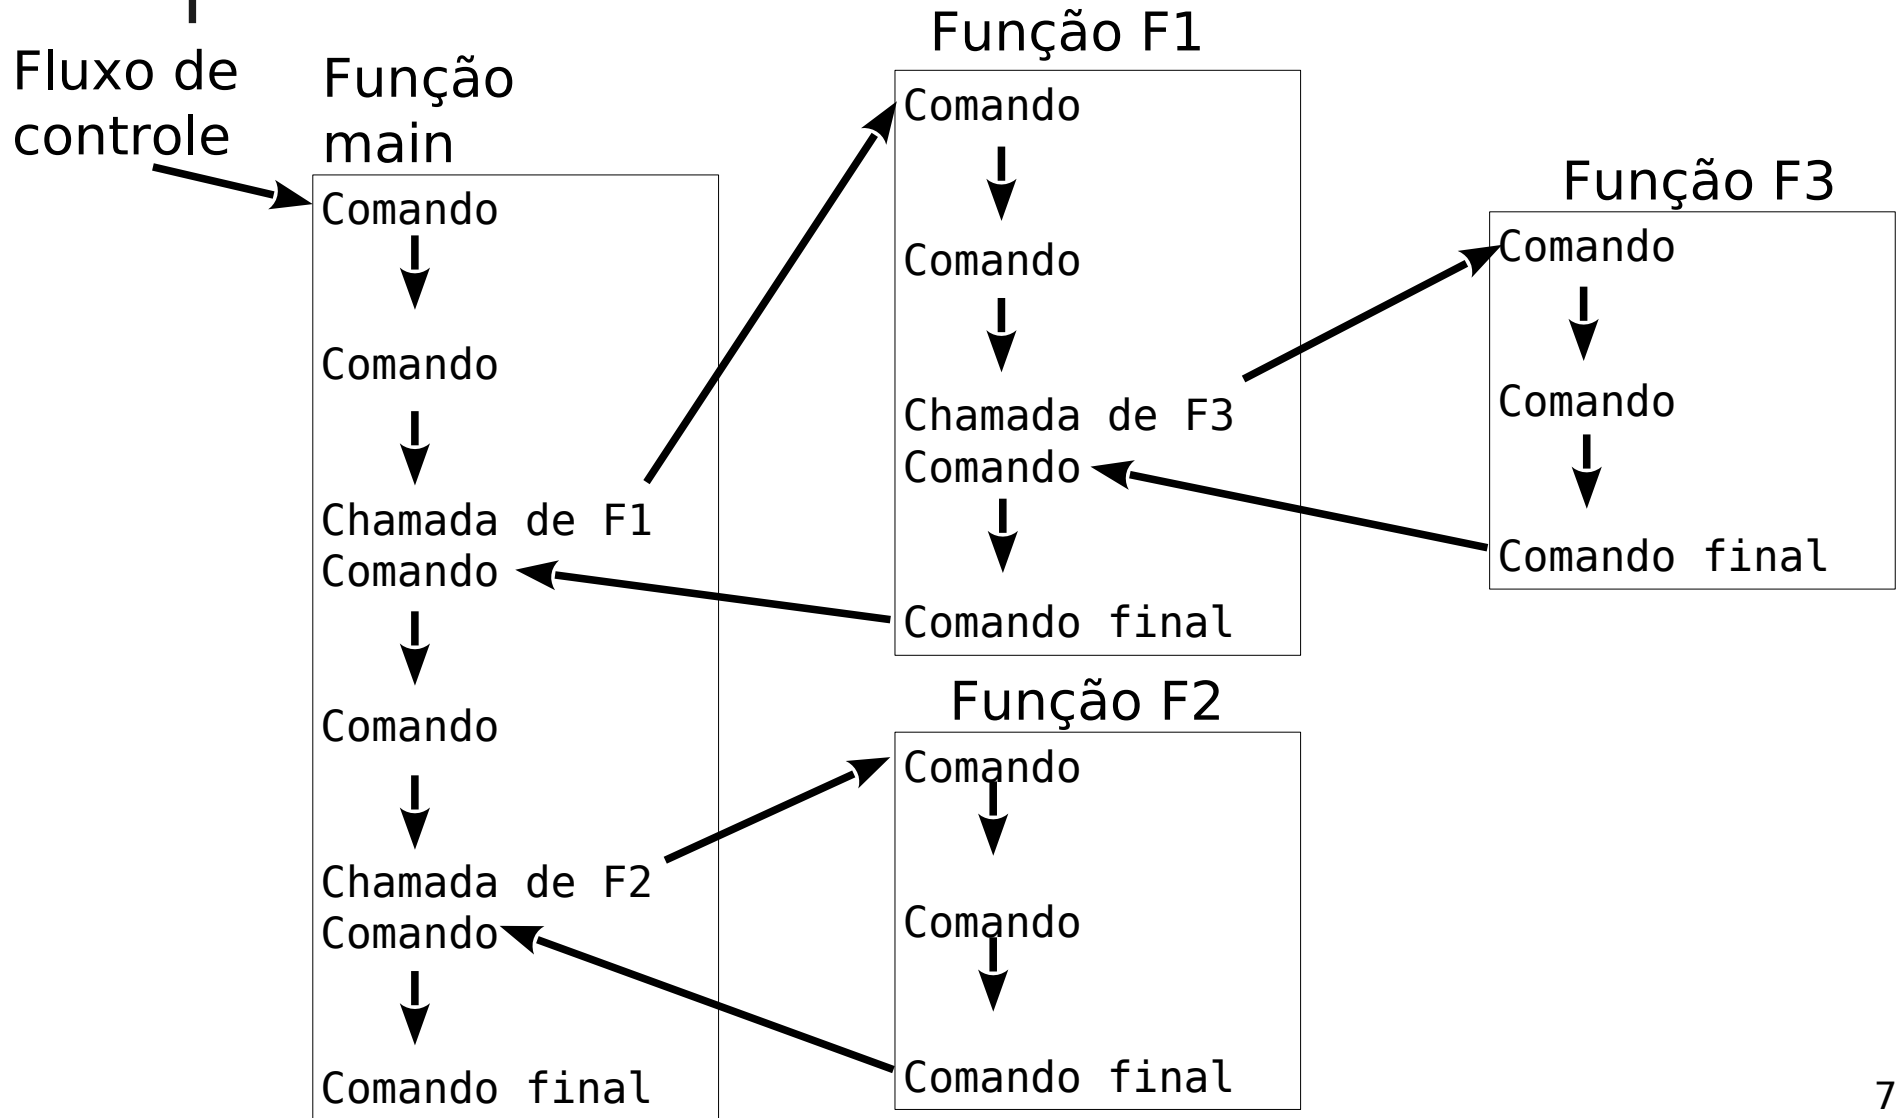 Fluxo de
controle
Função
main
Comando
Comando
Chamada de F1
Comando
Comando
Chamada de F2
Comando
Comando final
Função F1
Comando
Comando
Chamada de F3
Comando
Comando final
Função F2
Comando
Comando
Comando final
Função F3
Comando
Comando
Comando final
7